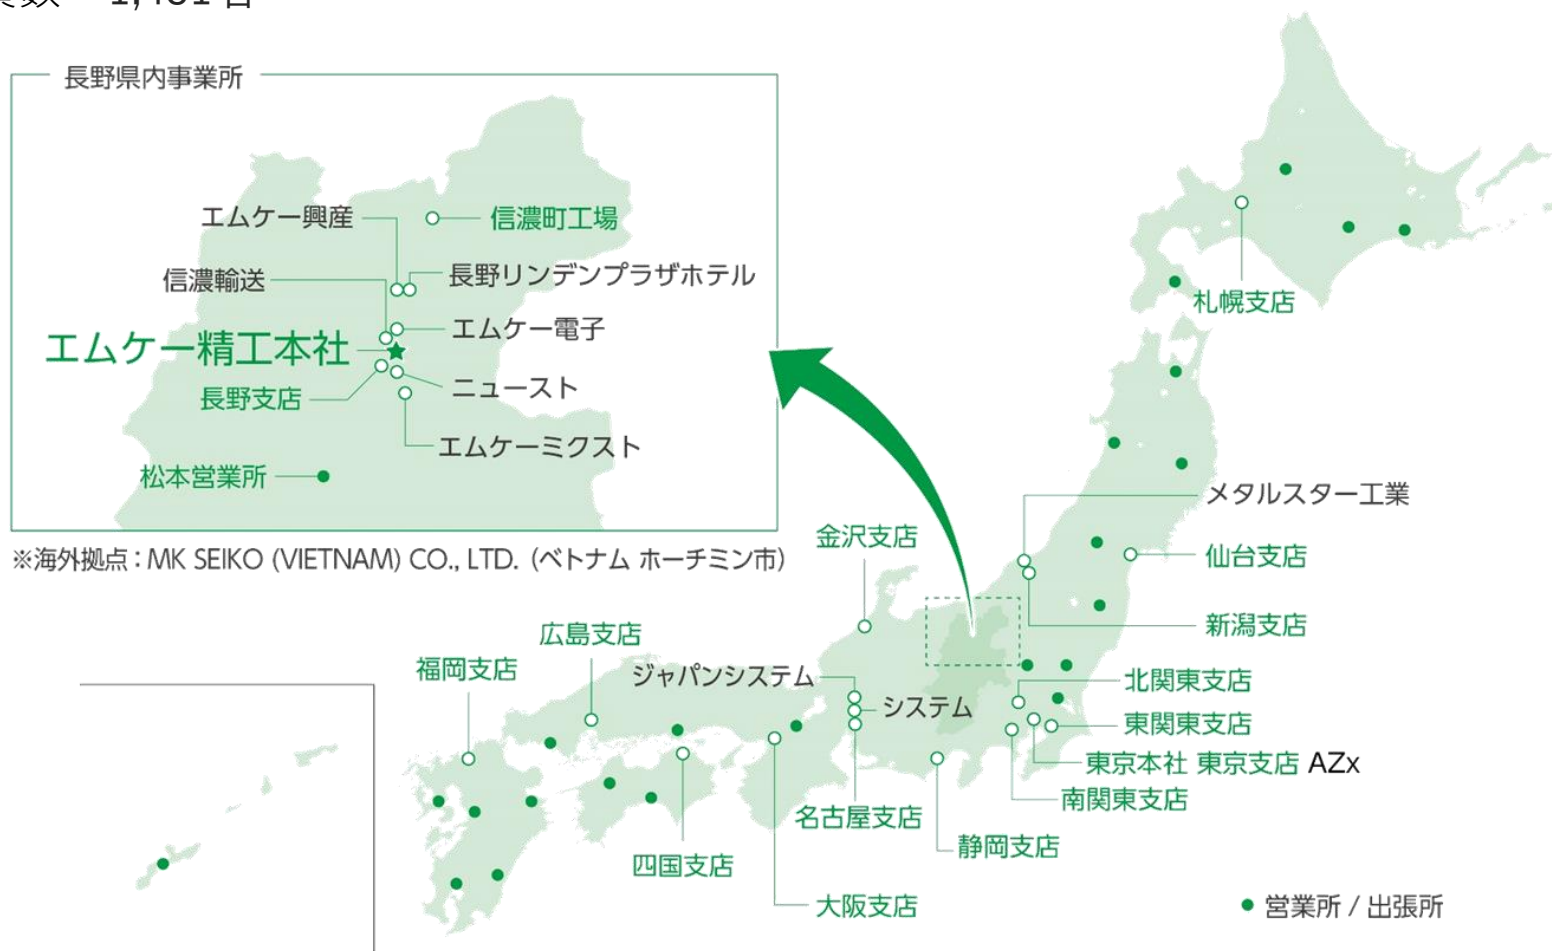 長野県内事業所
エムケー興産
信濃町工場
信濃輸送
長野リンデンプラザホテル
エムケー電子
エムケー精工本社
ニュースト
長野支店
エムケーミクスト
松本営業所
※海外拠点：MK SEIKO (VIETNAM) CO., LTD.（ベトナム ホーチミン市）
札幌支店
メタルスター工業
仙台支店
新潟支店
金沢支店
広島支店
福岡支店
ジャパンシステム
システム
北関東支店
東関東支店
東京本社 東京支店 AZx
南関東支店
名古屋支店
静岡支店
四国支店
大阪支店
営業所 / 出張所